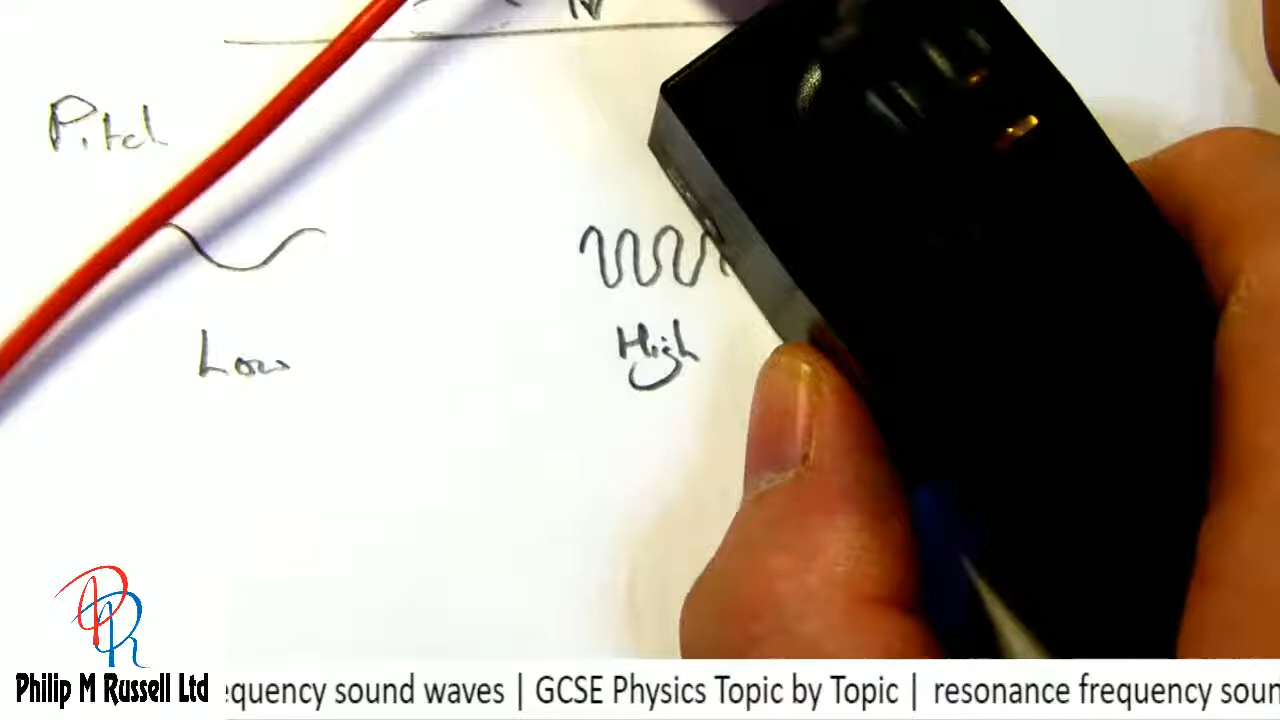 Pitch
Low
High
Philip M Russell Ltd
equency sound waves | GCSE Physics Topic by Topic | resonance frequency soun